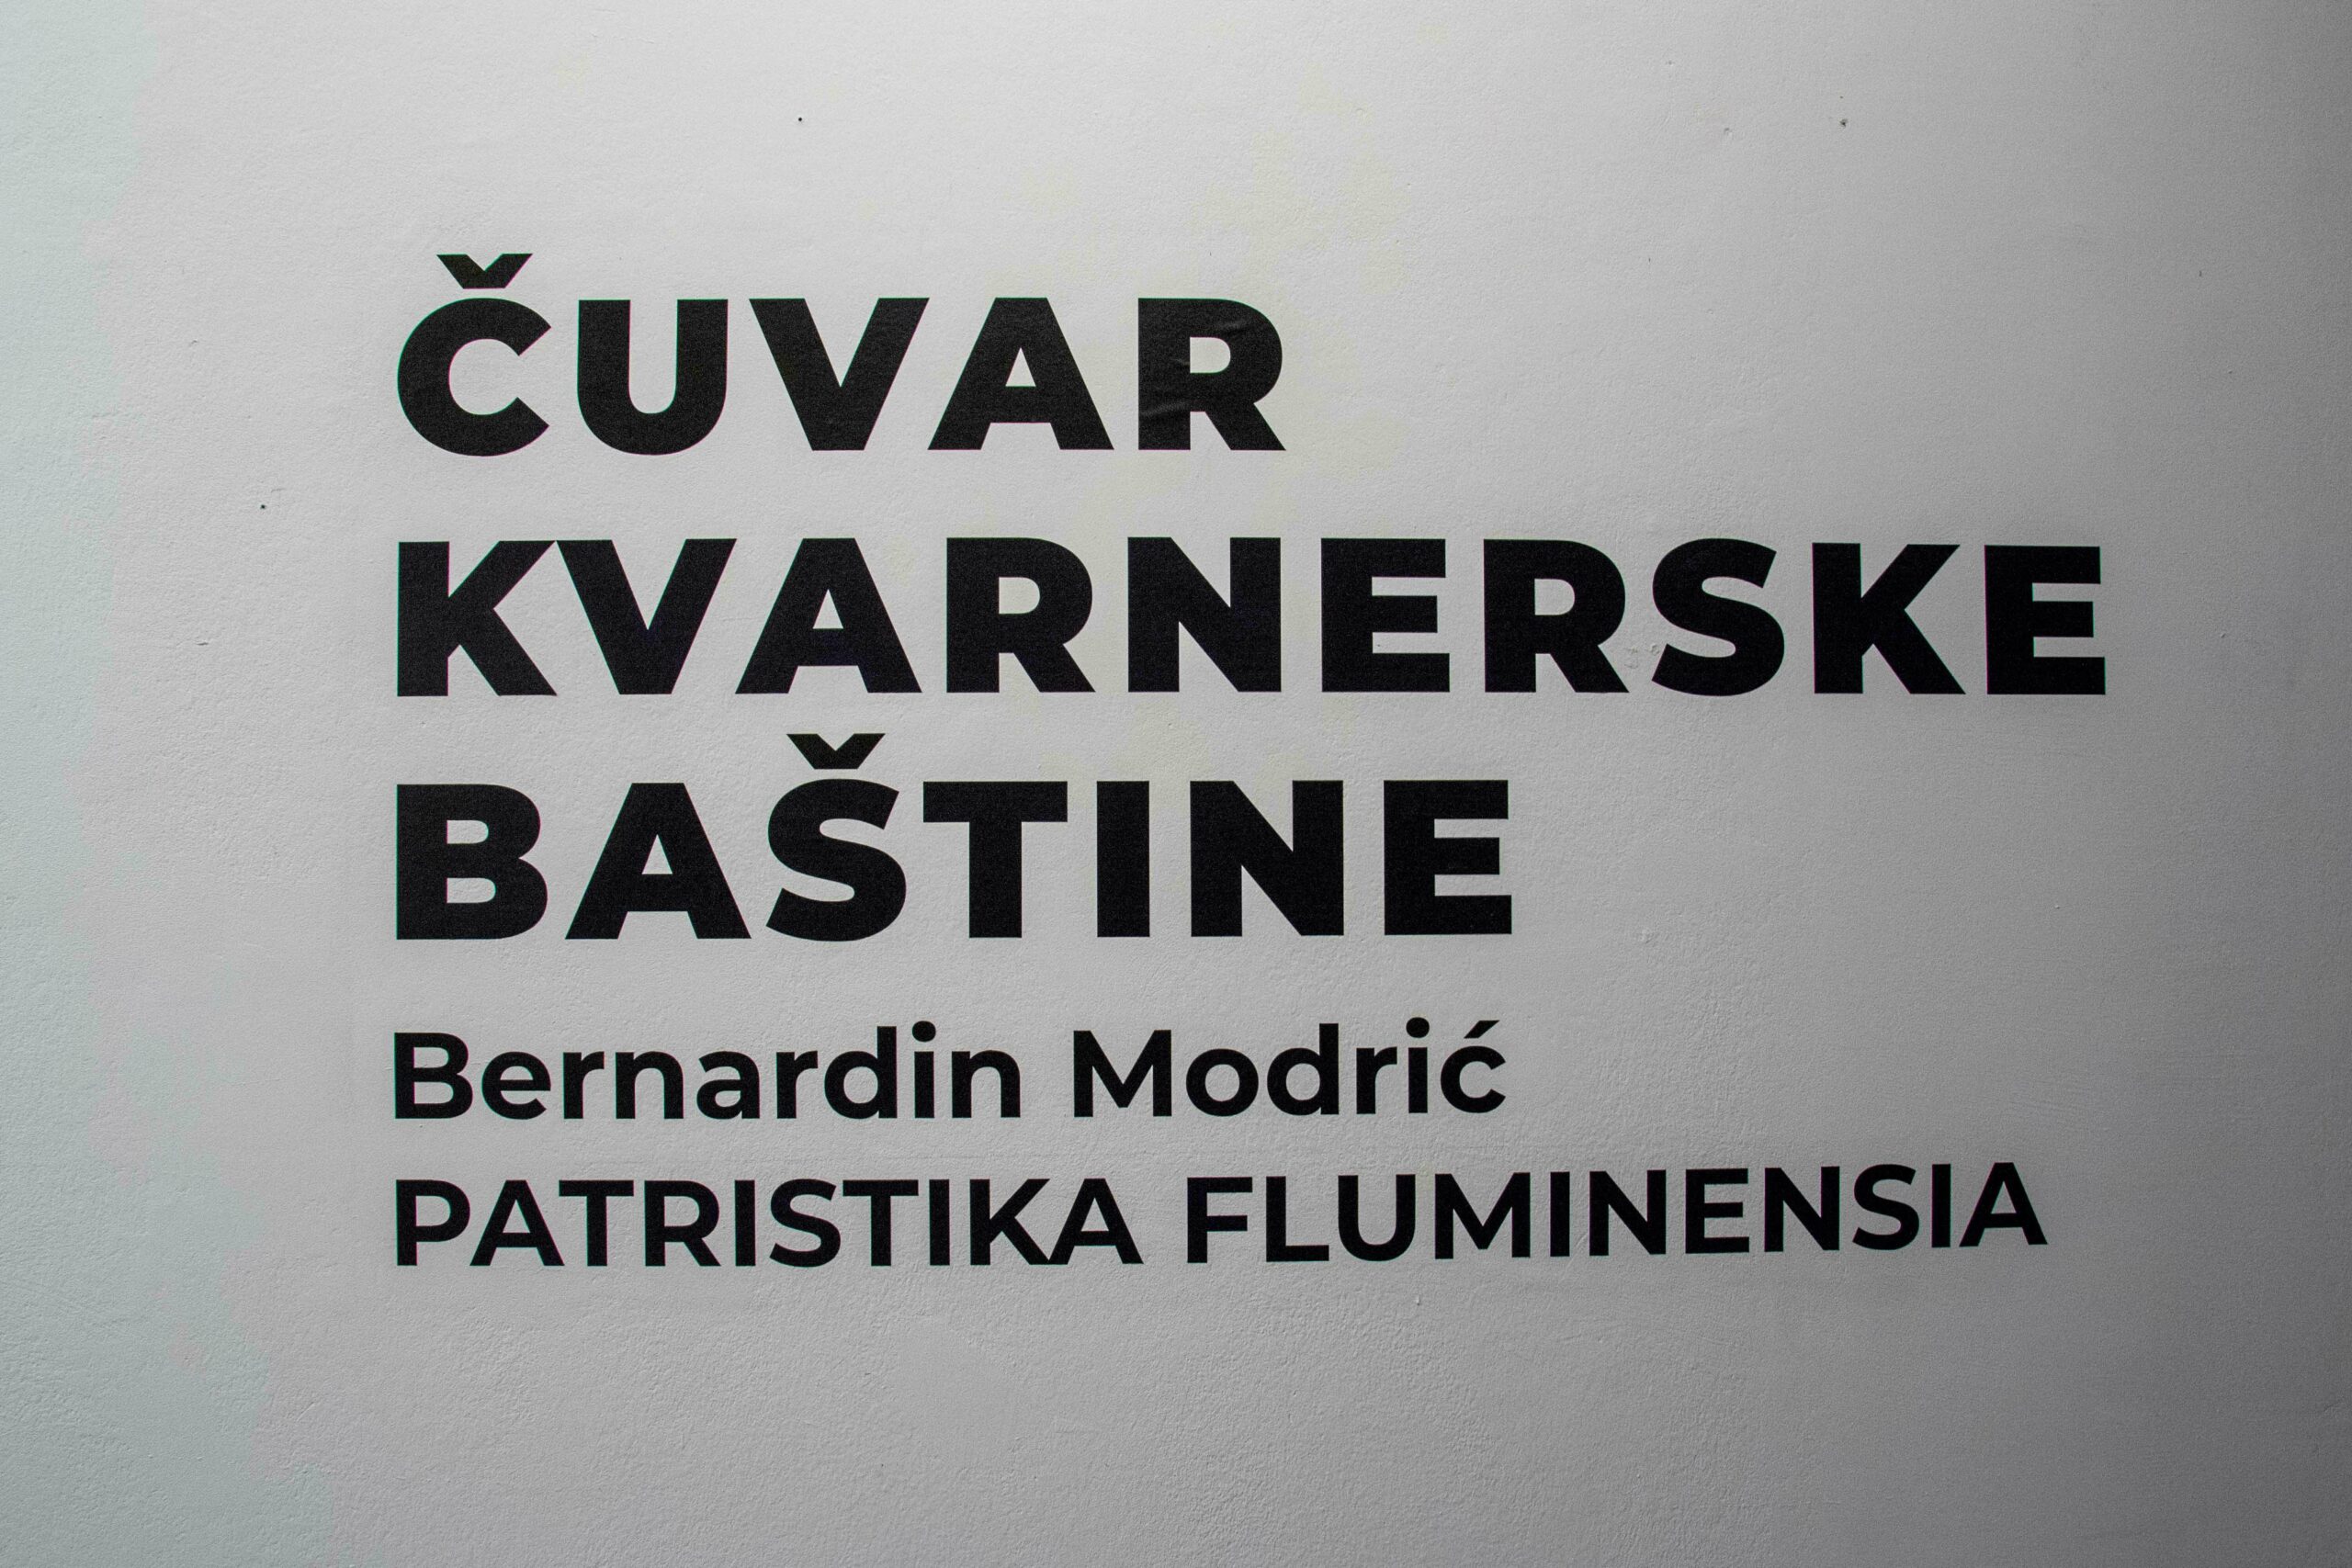 ČUVAR
KVARNERSKE
BAŠTINE
Bernardin Modrić
PATRISTIKA FLUMINENSIA